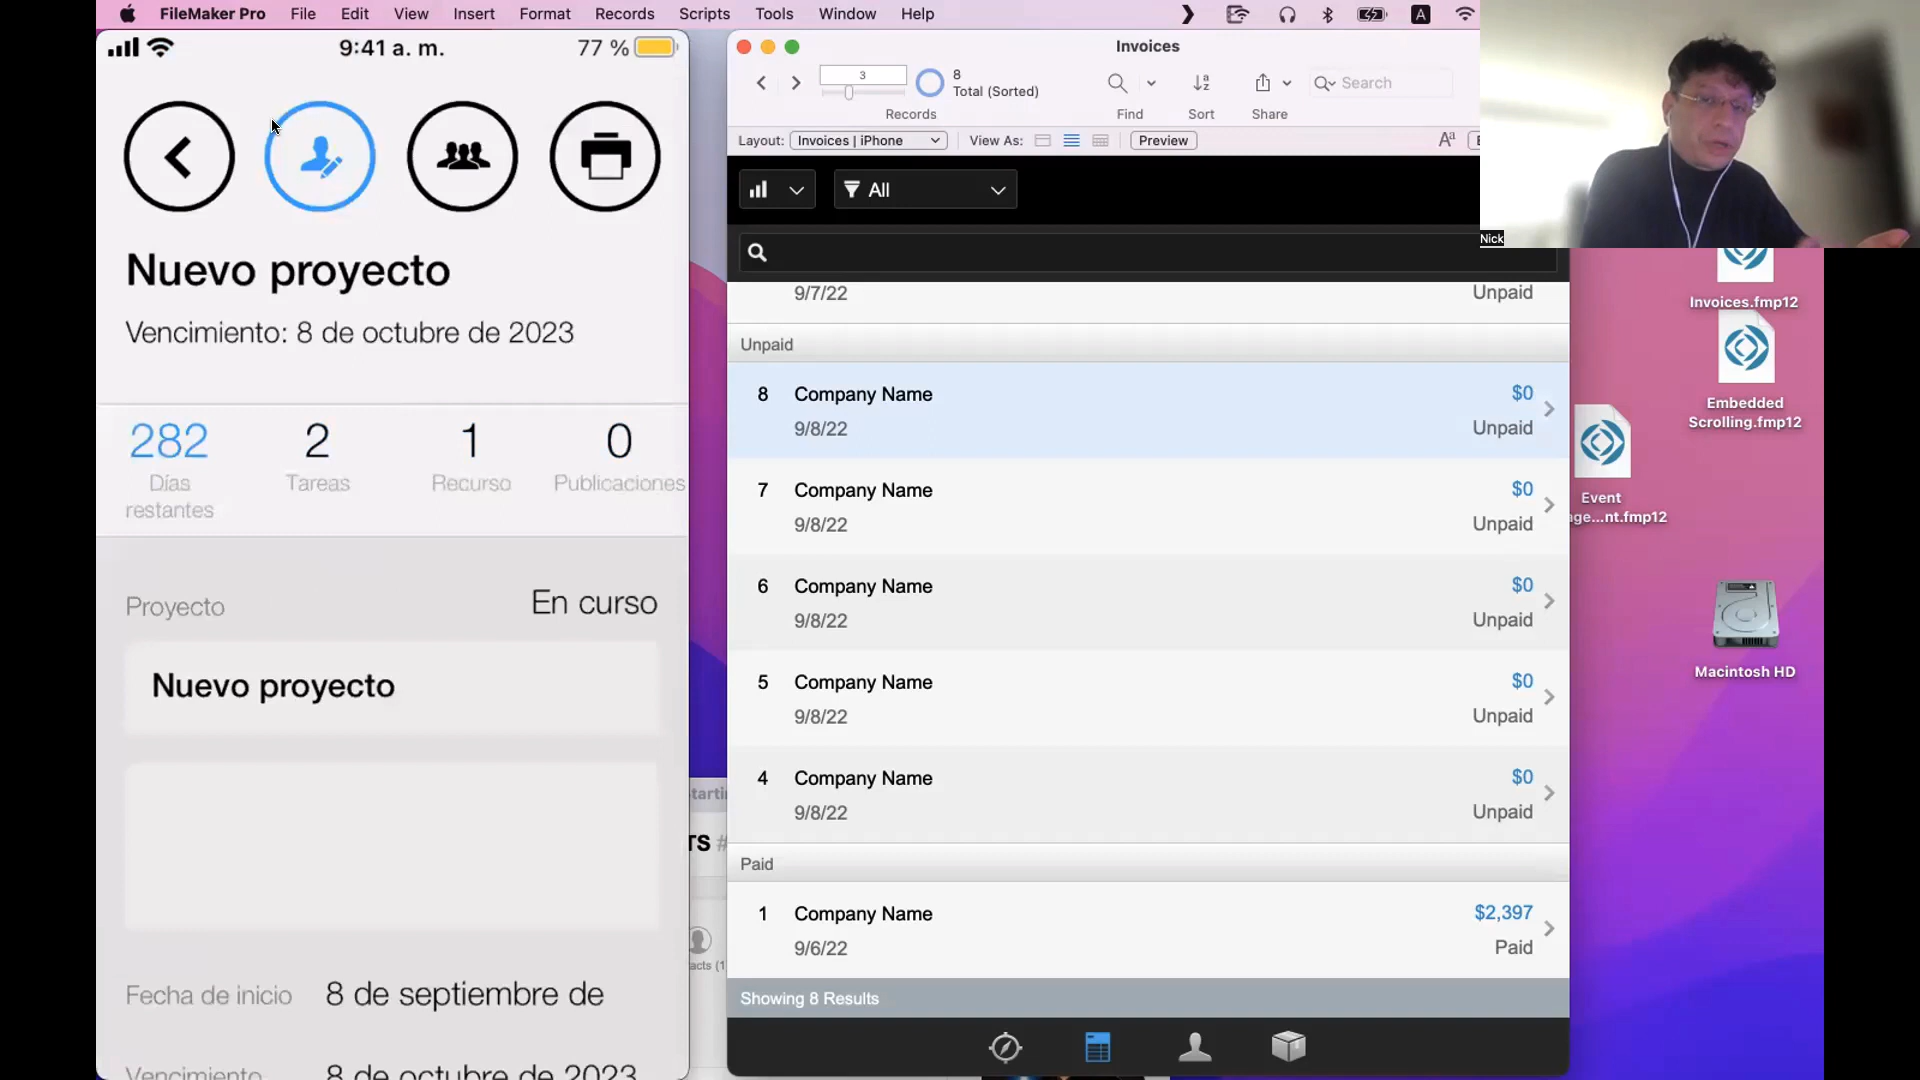 FileMaker Pro File Edit View Insert Format Records Scripts Tools Window Help
A
9:41 a. m.
77 %
Nuevo proyecto
Vencimiento: 8 de octubre de 2023
282
Días restantes
2
Tareas
1
Recurso
0
Publicaciones
Proyecto
En curso
Nuevo proyecto
Fecha de inicio
8 de septiembre de
Vencimiento
8 de octubre de 2023
TS #
Invoices
3
8
Total (Sorted)
Records
Find
Sort
Share
Search
Layout: Invoices | iPhone View As: Preview
All
9/7/22 Unpaid
Unpaid
8 Company Name $0
9/8/22 Unpaid
7 Company Name $0
9/8/22 Unpaid
6 Company Name $0
9/8/22 Unpaid
5 Company Name $0
9/8/22 Unpaid
4 Company Name $0
9/8/22 Unpaid
Paid
1 Company Name $2,397
9/6/22 Paid
Showing 8 Results
Nick
Invoices.fmp12
Embedded
Scrolling.fmp12
Event
age...nt.fmp12
Macintosh HD